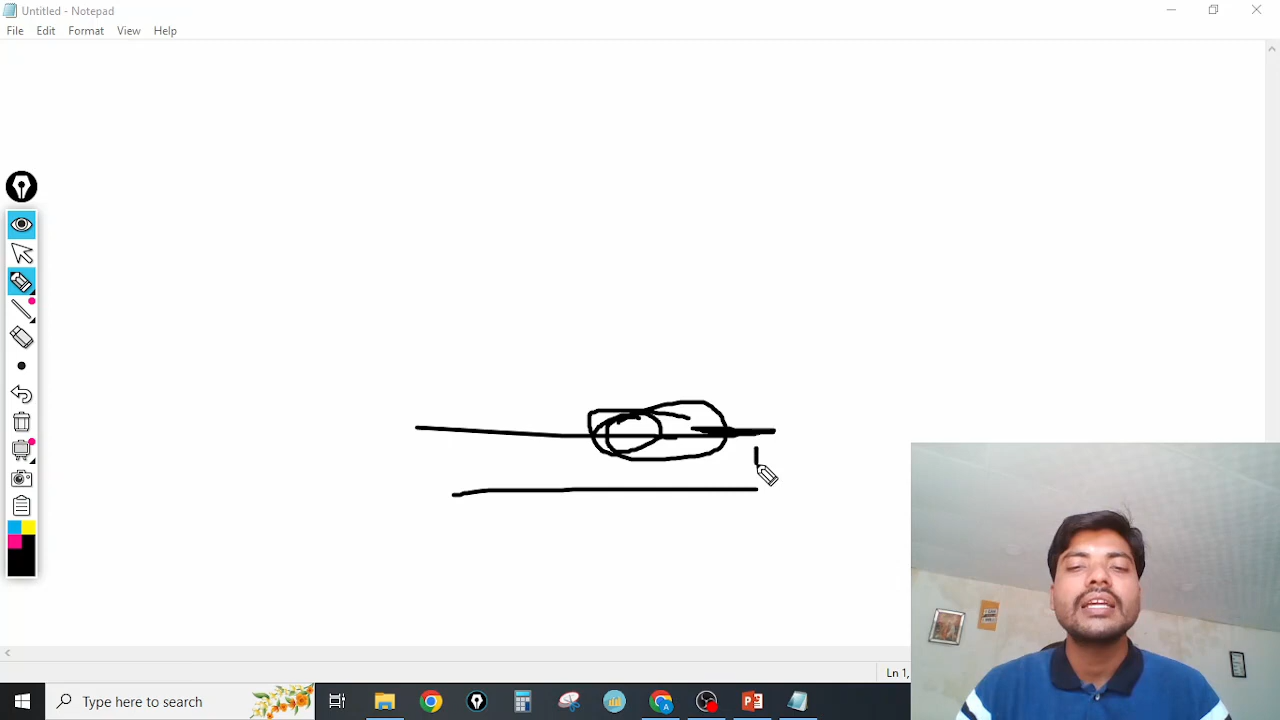 Untitled - Notepad
File Edit Format View Help
Ln 1,
Type here to search